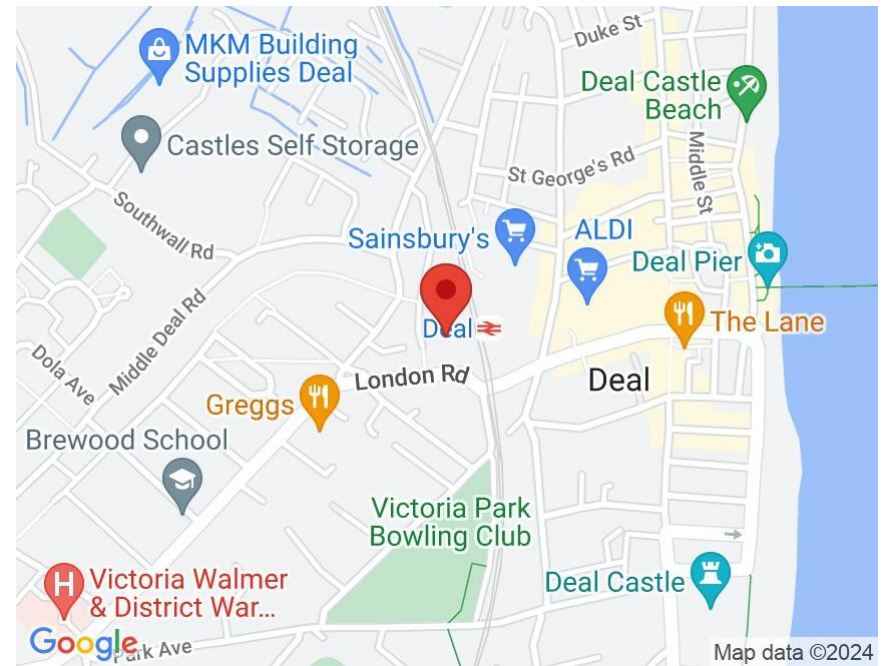 Duke St
MKM Building
Supplies Deal
Deal Castle
Beach
Castles Self Storage
Middle St
St George's Rd
Southwall Rd
Sainsbury's
ALDI
Deal Pier
Middle Deal Rd
Deal
The Lane
Dola Ave
London Rd
Deal
Greggs
Brewood School
Victoria Park
Bowling Club
Victoria Walmer
& District War...
H
Deal Castle
Google
Park Ave
Map data ©2024